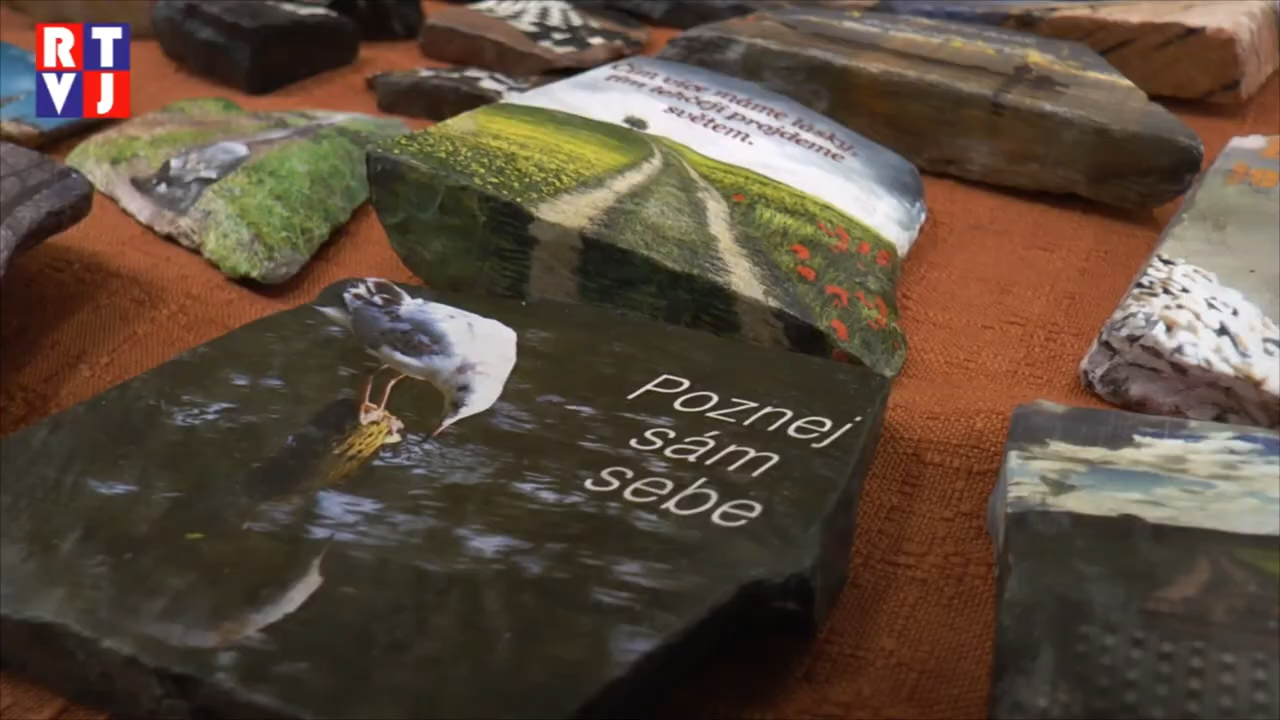 RTVJ
Čím více máme lásky,
tím lehčeji projdeme
světem.
Poznej
sám
sebe